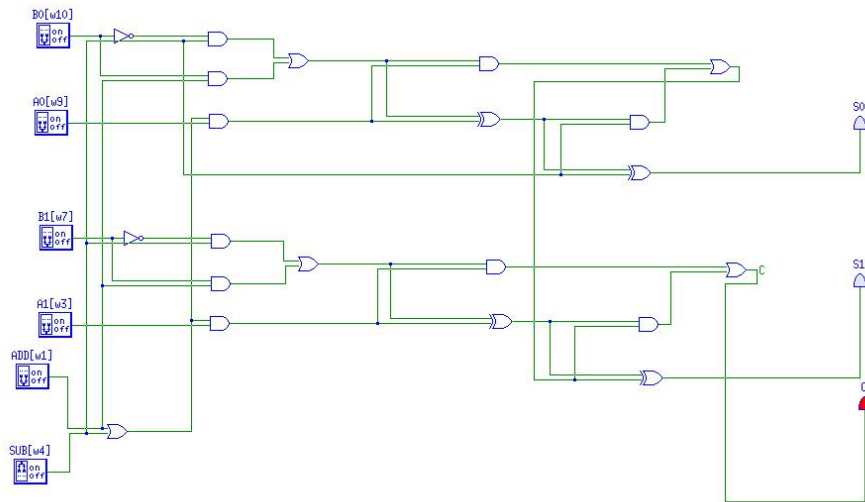 B0[w10]
on
off
A0[w9]
on
off
S0
B1[w7]
on
off
S1
C
A1[w3]
on
off
ADD[w1]
on
off
SUB[w4]
on
off